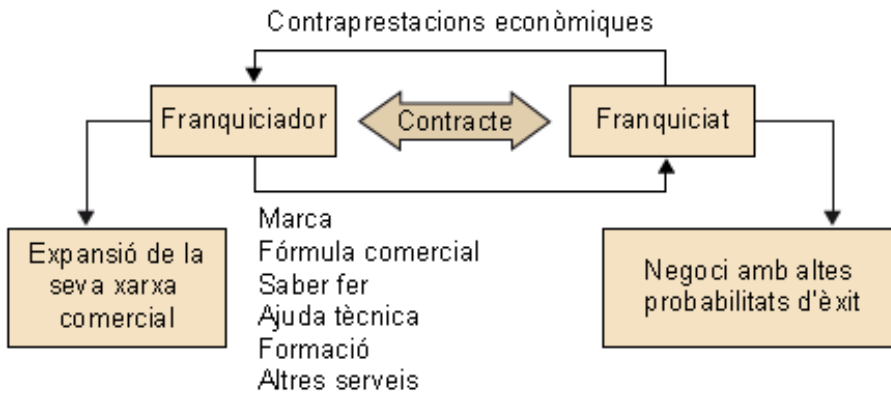 Contraprestacions econòmiques
Franquiciador
Contracte
Franquiciat
Marca
Fórmula comercial
Saber fer
Ajuda tècnica
Formació
Altres serveis
Expansió de la
seva xarxa
comercial
Negoci amb altes
probabilitats d'èxit